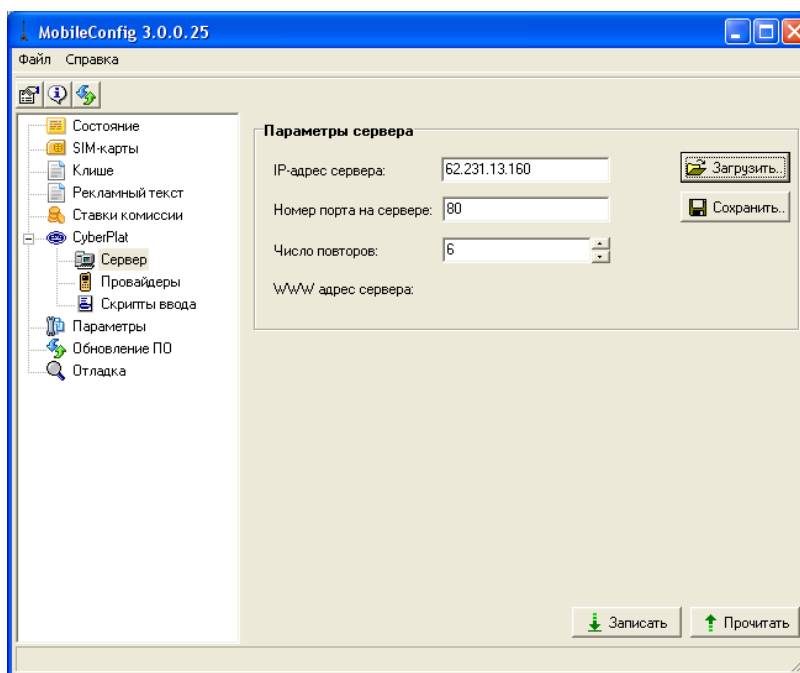 MobileConfig 3.0.0.25
Файл Справка
Состояние
SIM-карты
Клише
Рекламный текст
Ставки комиссии
CyberPlat
Сервер
Провайдеры
Скрипты ввода
Параметры
Обновление ПО
Отладка
Параметры сервера
IP-адрес сервера: 62.231.13.160
Загрузить..
Номер порта на сервере: 80
Сохранить..
Число повторов: 6
WWW адрес сервера:
Записать Прочитать